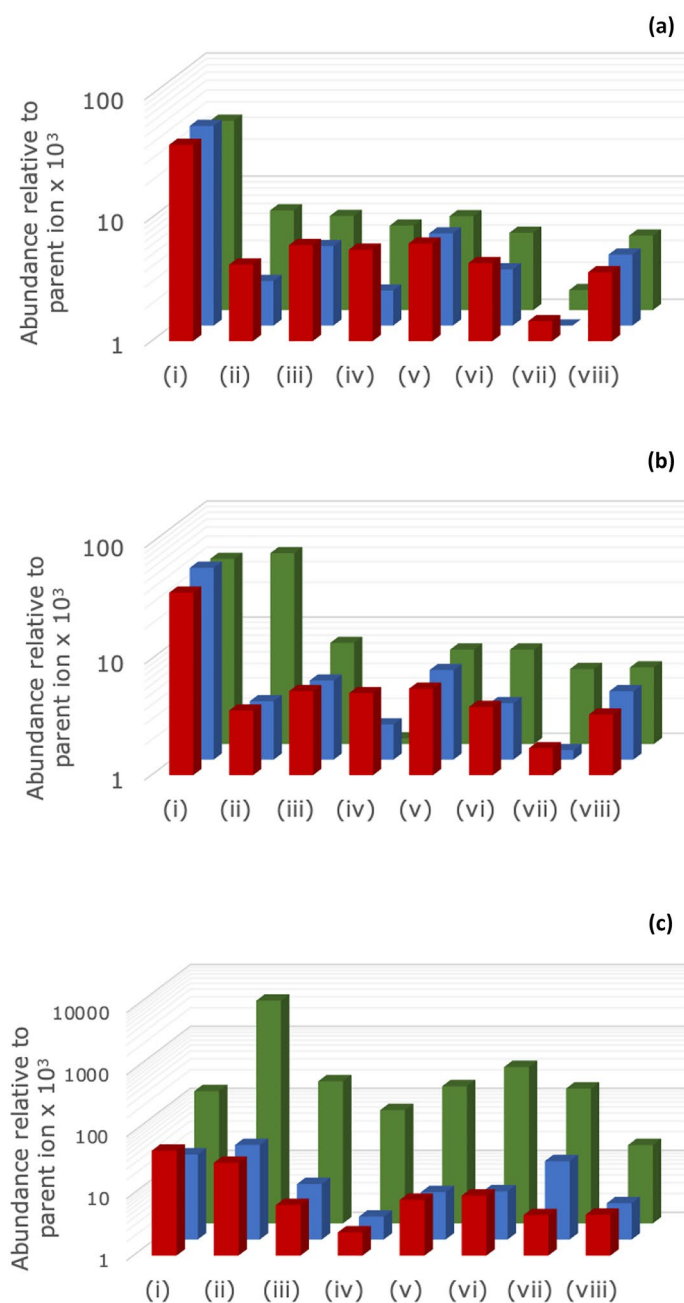 (a)
Abundance relative to
parent ion x 10³
100
10
1
(i) (ii) (iii) (iv) (v) (vi) (vii) (viii)
(b)
Abundance relative to
parent ion x 10³
100
10
1
(i) (ii) (iii) (iv) (v) (vi) (vii) (viii)
(c)
Abundance relative to
parent ion x 10³
10000
1000
100
10
1
(i) (ii) (iii) (iv) (v) (vi) (vii) (viii)